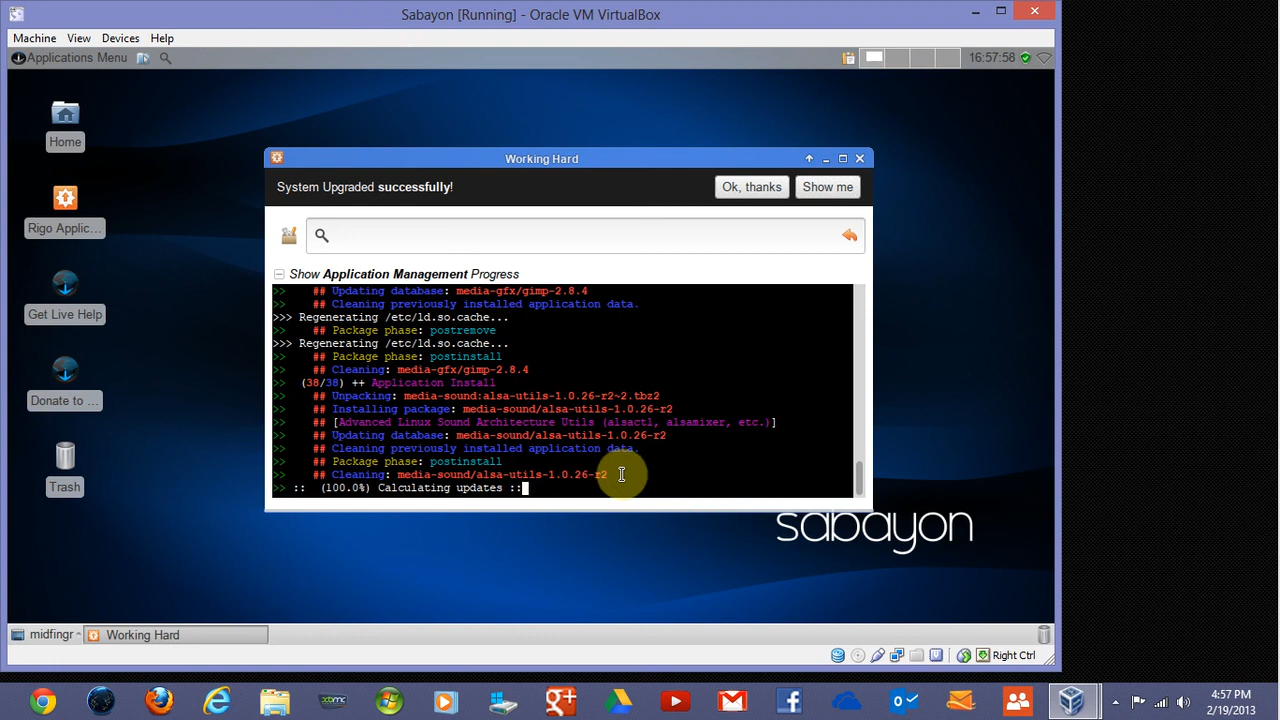 Sabayon [Running] - Oracle VM VirtualBox
Machine View Devices Help
Applications Menu
16:57:58
Home
Rigo Applic...
Get Live Help
Donate to ...
Trash
Working Hard
System Upgraded successfully!
Ok, thanks
Show me
Show Application Management Progress
>> ## Updating database: media-gfx/gimp-2.8.4
>> ## Cleaning previously installed application data.
>>> Regenerating /etc/ld.so.cache...
>> ## Package phase: postremove
>>> Regenerating /etc/ld.so.cache...
>> ## Package phase: postinstall
>> ## Cleaning: media-gfx/gimp-2.8.4
>> (38/38) ++ Application Install
>> ## Unpacking: media-sound:alsa-utils-1.0.26-r2~2.tbz2
>> ## Installing package: media-sound/alsa-utils-1.0.26-r2
>> ## [Advanced Linux Sound Architecture Utils (alsactl, alsamixer, etc.)]
>> ## Updating database: media-sound/alsa-utils-1.0.26-r2
>> ## Cleaning previously installed application data.
>> ## Package phase: postinstall
>> ## Cleaning: media-sound/alsa-utils-1.0.26-r2
>> :: (100.0%) Calculating updates ::
sabayon
midfingr
Working Hard
Right Ctrl
xbmc
4:57 PM
2/19/2013